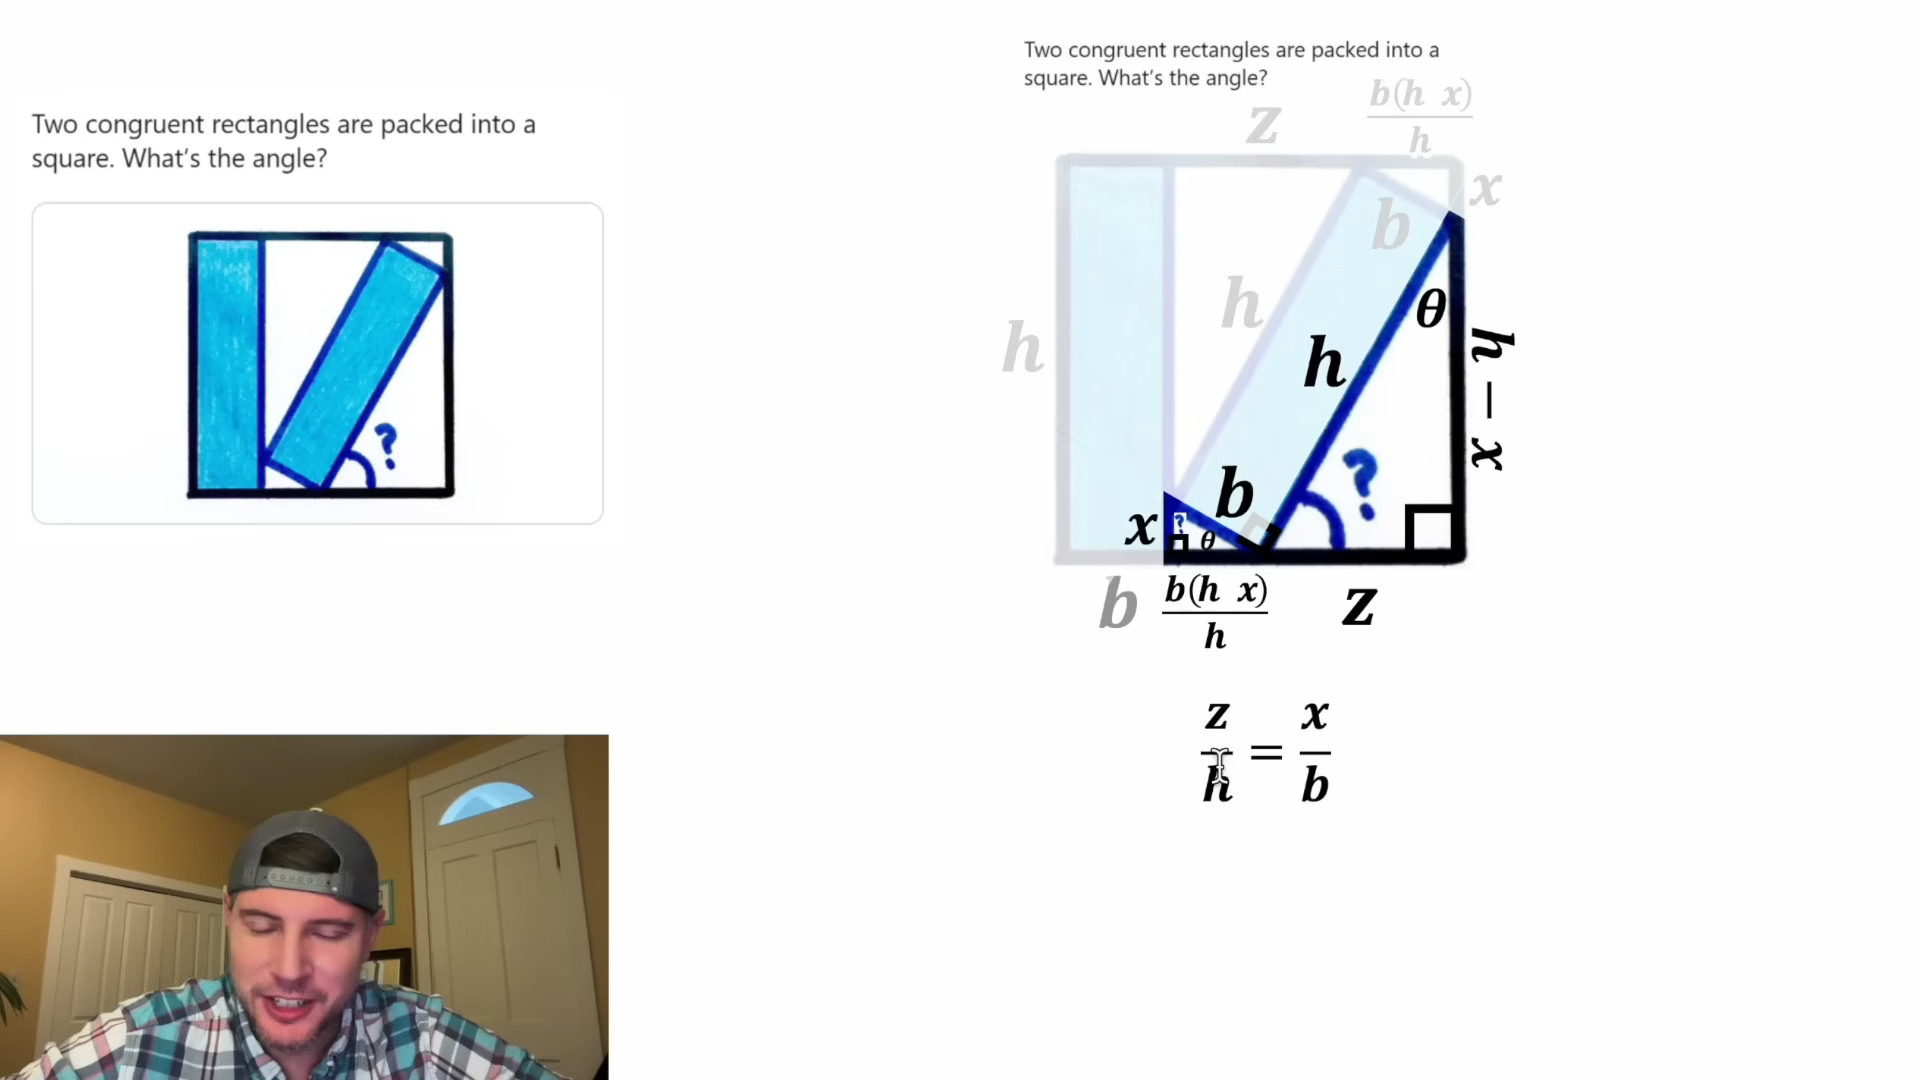 Two congruent rectangles are packed into a
square. What's the angle?
?
Two congruent rectangles are packed into a
square. What's the angle?
z
b(h x)
h
x
b
h
h
h
θ
h − x
?
b
x
?
θ
b
b(h x)
h
z
z
h
=
x
b